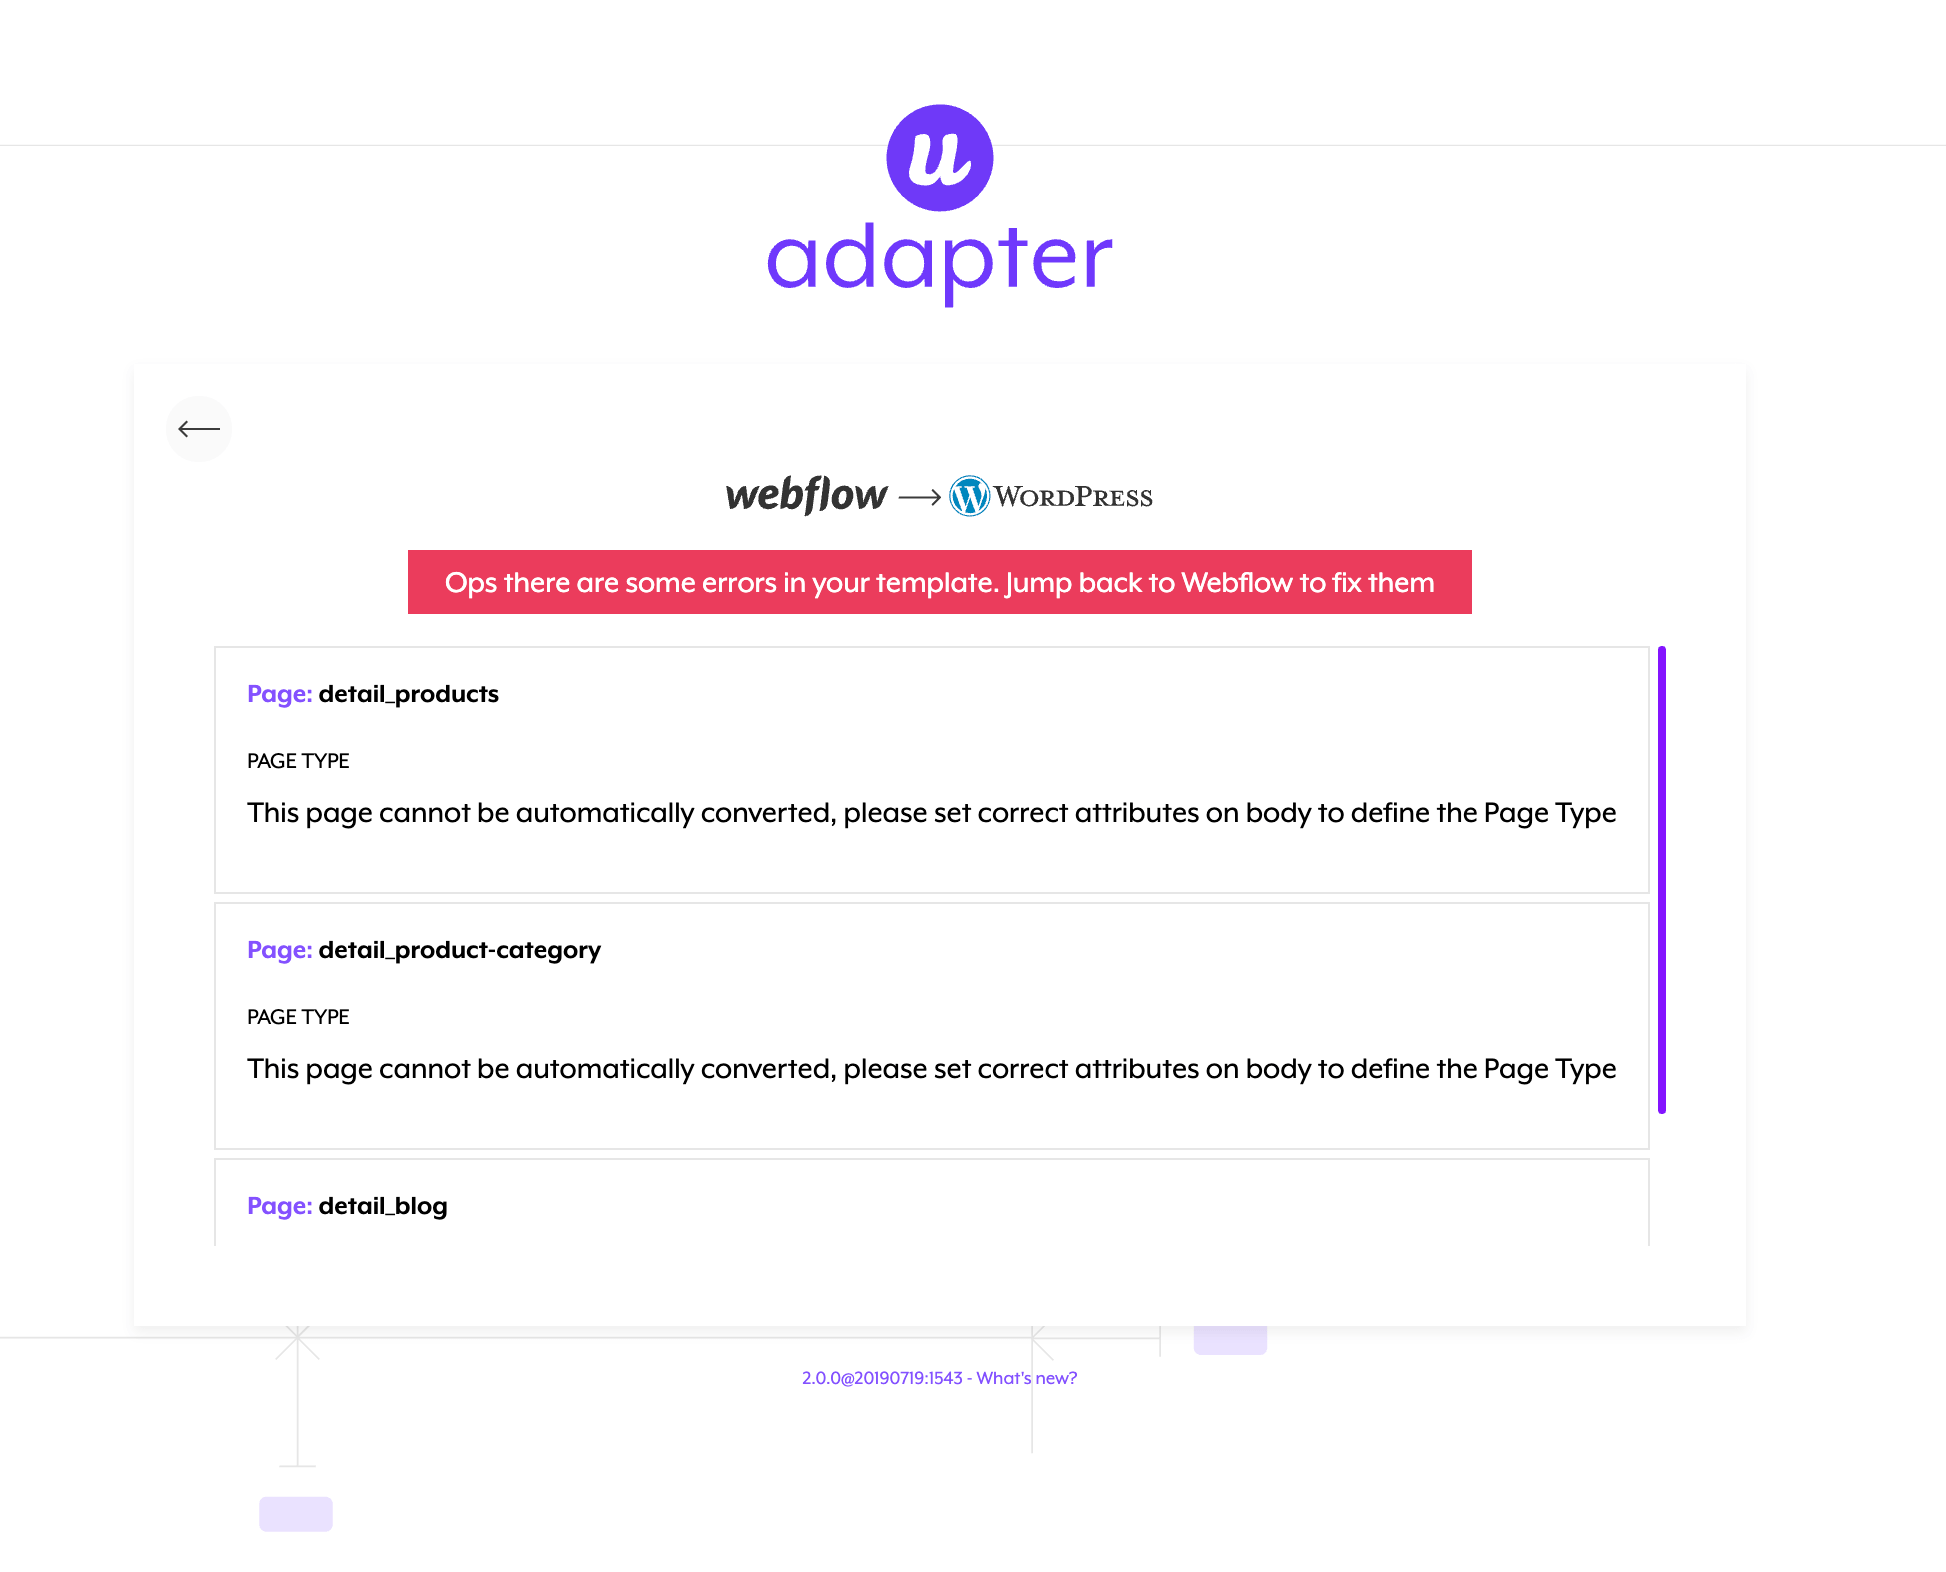 u
adapter
webflow
WORDPRESS
Ops there are some errors in your template. Jump back to Webflow to fix them
Page: detail_products
PAGE TYPE
This page cannot be automatically converted, please set correct attributes on body to define the Page Type
Page: detail_product-category
PAGE TYPE
This page cannot be automatically converted, please set correct attributes on body to define the Page Type
Page: detail_blog
2.0.0@20190719:1543 - What's new?